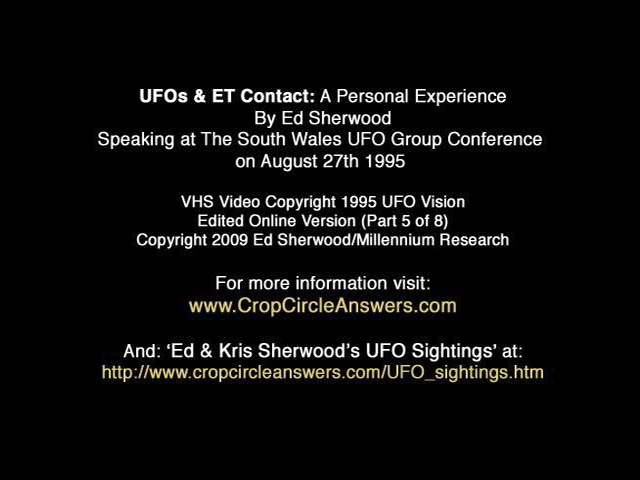 UFOs & ET Contact: A Personal Experience
By Ed Sherwood
Speaking at The South Wales UFO Group Conference
on August 27th 1995
VHS Video Copyright 1995 UFO Vision
Edited Online Version (Part 5 of 8)
Copyright 2009 Ed Sherwood/Millennium Research
For more information visit:
www.CropCircleAnswers.com
And: ‘Ed & Kris Sherwood’s UFO Sightings’ at:
http://www.cropcircleanswers.com/UFO_sightings.htm